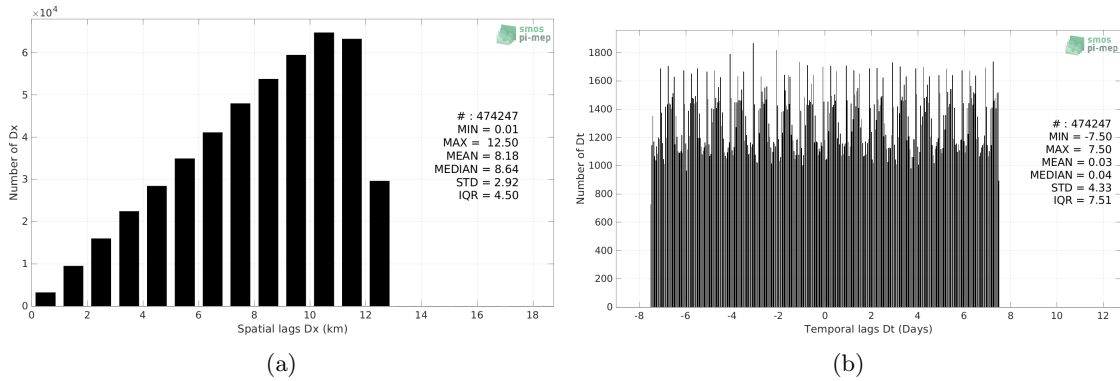 ×10⁴
smos
pi-mep
6
5
4
3
2
1
0
Number of Dx
# : 474247
MIN = 0.01
MAX = 12.50
MEAN = 8.18
MEDIAN = 8.64
STD = 2.92
IQR = 4.50
0 2 4 6 8 10 12 14 16 18
Spatial lags Dx (km)
(a)
smos
pi-mep
1800
1600
1400
1200
1000
800
600
400
200
0
Number of Dt
# : 474247
MIN = -7.50
MAX = 7.50
MEAN = 0.03
MEDIAN = 0.04
STD = 4.33
IQR = 7.51
-8 -6 -4 -2 0 2 4 6 8 10 12
Temporal lags Dt (Days)
(b)